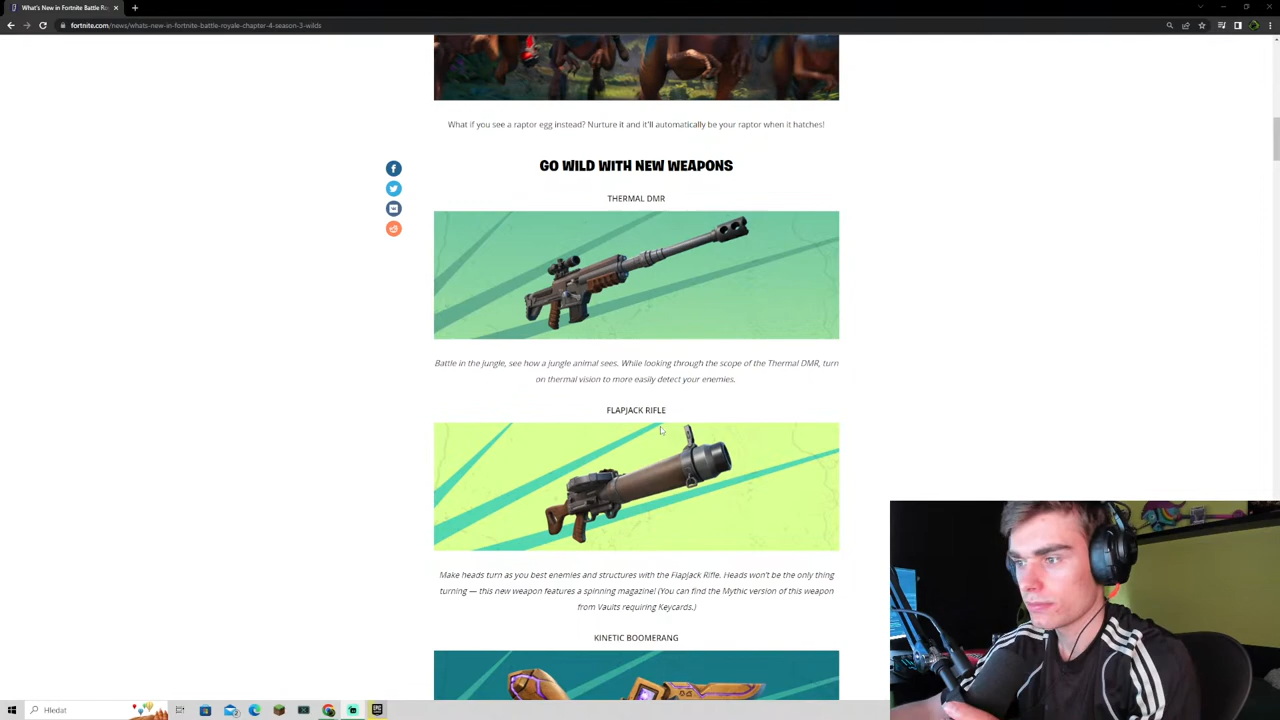 What's New in Fortnite Battle Ro
fortnite.com/news/whats-new-in-fortnite-battle-royale-chapter-4-season-3-wilds
What if you see a raptor egg instead? Nurture it and it'll automatically be your raptor when it hatches!
GO WILD WITH NEW WEAPONS
THERMAL DMR
Battle in the jungle, see how a jungle animal sees. While looking through the scope of the Thermal DMR, turn
on thermal vision to more easily detect your enemies.
FLAPJACK RIFLE
Make heads turn as you best enemies and structures with the Flapjack Rifle. Heads won't be the only thing
turning — this new weapon features a spinning magazine! (You can find the Mythic version of this weapon
from Vaults requiring Keycards.)
KINETIC BOOMERANG
Hledat